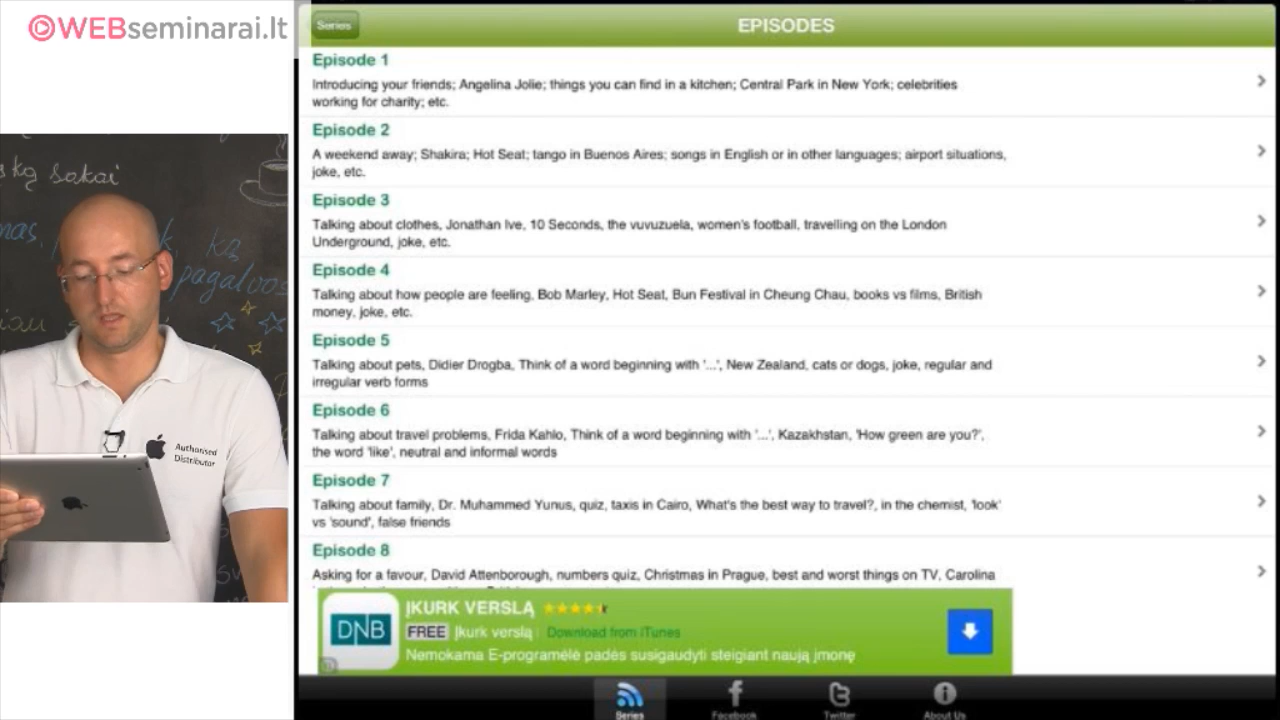 WEBseminarai.lt
Series
EPISODES
Episode 1
Introducing your friends; Angelina Jolie; things you can find in a kitchen; Central Park in New York; celebrities
working for charity; etc.
Episode 2
A weekend away; Shakira; Hot Seat; tango in Buenos Aires; songs in English or in other languages; airport situations,
joke, etc.
Episode 3
Talking about clothes, Jonathan Ive, 10 Seconds, the vuvuzuela, women's football, travelling on the London
Underground, joke, etc.
Episode 4
Talking about how people are feeling, Bob Marley, Hot Seat, Bun Festival in Cheung Chau, books vs films, British
money, joke, etc.
Episode 5
Talking about pets, Didier Drogba, Think of a word beginning with '...', New Zealand, cats or dogs, joke, regular and
irregular verb forms
Episode 6
Talking about travel problems, Frida Kahlo, Think of a word beginning with '...', Kazakhstan, 'How green are you?',
the word 'like', neutral and informal words
Episode 7
Talking about family, Dr. Muhammed Yunus, quiz, taxis in Cairo, What's the best way to travel?, in the chemist, 'look'
vs 'sound', false friends
Episode 8
Asking for a favour, David Attenborough, numbers quiz, Christmas in Prague, best and worst things on TV, Carolina
DNB
ĮKURK VERSLĄ
FREE Įkurk verslą Download from iTunes
Nemokama E-programėlė padės susigaudyti steigiant naują įmonę
Series Facebook Twitter About Us
ką sakai
ką
pagalvos
Authorised
Distributor